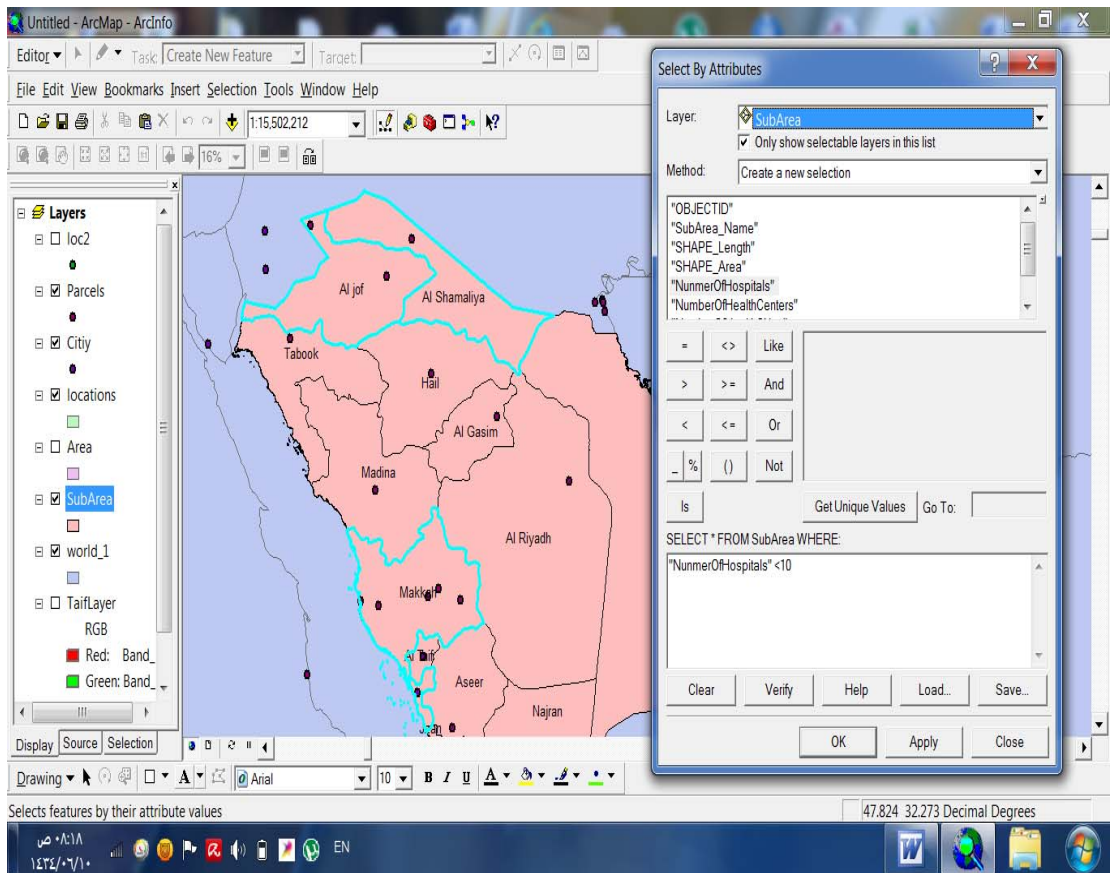 Untitled - ArcMap - ArcInfo
Editor Task: Create New Feature Target:
File Edit View Bookmarks Insert Selection Tools Window Help
1:15,502,212
16%
Layers
loc2
Parcels
Citiy
locations
Area
SubArea
world_1
TaifLayer
RGB
Red: Band_
Green: Band_
Display Source Selection
Al jof
Al Shamaliya
Tabook
Hail
Al Gasim
Madina
Al Riyadh
Makkah
Aseer
Najran
Select By Attributes
Layer: SubArea
Only show selectable layers in this list
Method: Create a new selection
"OBJECTID"
"SubArea_Name"
"SHAPE_Length"
"SHAPE_Area"
"NunmerOfHospitals"
"NumberOfHealthCenters"
= <> Like
> >= And
< <= Or
_ % () Not
Is Get Unique Values Go To:
SELECT * FROM SubArea WHERE:
"NunmerOfHospitals" <10
Clear Verify Help Load... Save...
OK Apply Close
Drawing A Arial 10 B I U A
Selects features by their attribute values
47.824 32.273 Decimal Degrees
٠٨:١٨ ص
١٤٣٤/٠٦/١٠
EN